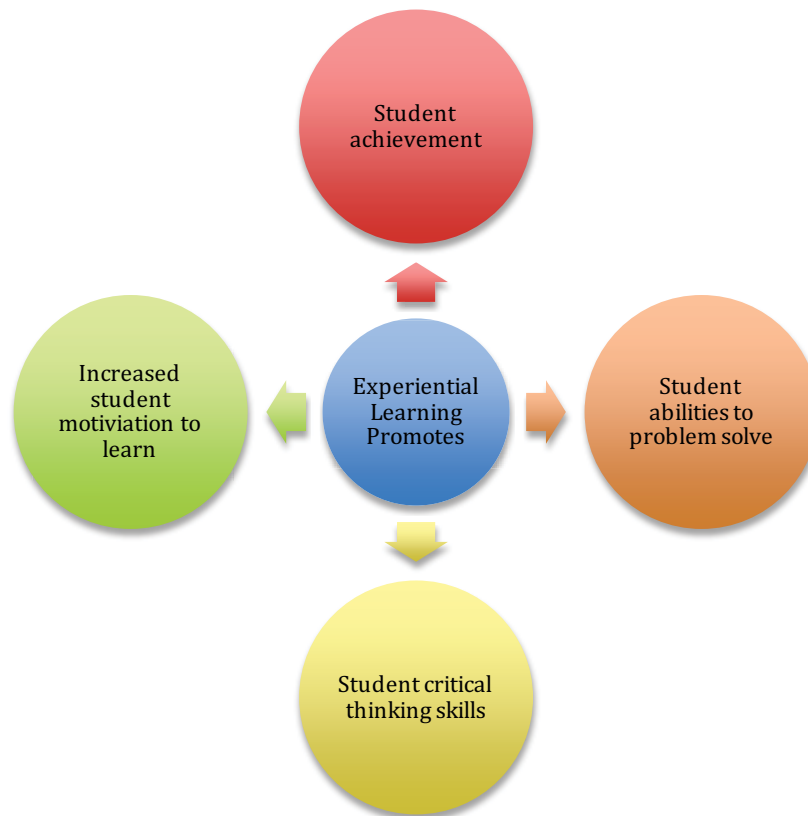 Student
achievement
Increased
student
motiviation to
learn
Experiential
Learning
Promotes
Student
abilities to
problem solve
Student critical
thinking skills